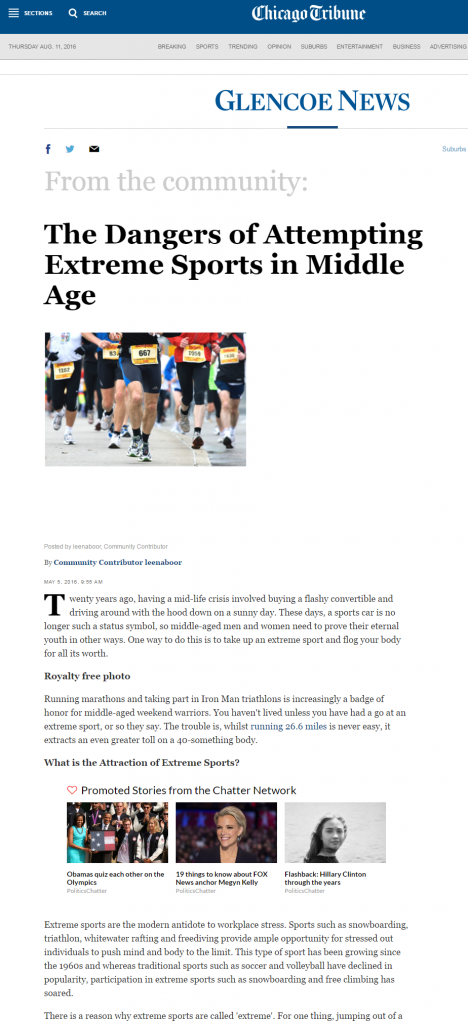 SECTIONS SEARCH Chicago Tribune
THURSDAY AUG. 11, 2016 BREAKING SPORTS TRENDING OPINION SUBURBS ENTERTAINMENT BUSINESS ADVERTISING
GLENCOE NEWS
Suburbs
From the community:
The Dangers of Attempting
Extreme Sports in Middle
Age
667
Posted by leenaboor, Community Contributor
By Community Contributor leenaboor
MAY 5, 2016, 9:55 AM
Twenty years ago, having a mid-life crisis involved buying a flashy convertible and
driving around with the hood down on a sunny day. These days, a sports car is no
longer such a status symbol, so middle-aged men and women need to prove their eternal
youth in other ways. One way to do this is to take up an extreme sport and flog your body
for all its worth.
Royalty free photo
Running marathons and taking part in Iron Man triathlons is increasingly a badge of
honor for middle-aged weekend warriors. You haven't lived unless you have had a go at an
extreme sport, or so they say. The trouble is, whilst running 26.6 miles is never easy, it
extracts an even greater toll on a 40-something body.
What is the Attraction of Extreme Sports?
Promoted Stories from the Chatter Network
Obamas quiz each other on the
Olympics
PoliticsChatter
19 things to know about FOX
News anchor Megyn Kelly
PoliticsChatter
Flashback: Hillary Clinton
through the years
PoliticsChatter
Extreme sports are the modern antidote to workplace stress. Sports such as snowboarding,
triathlon, whitewater rafting and freediving provide ample opportunity for stressed out
individuals to push mind and body to the limit. This type of sport has been growing since
the 1960s and whereas traditional sports such as soccer and volleyball have declined in
popularity, participation in extreme sports such as snowboarding and free climbing has
soared.
There is a reason why extreme sports are called 'extreme'. For one thing, jumping out of a